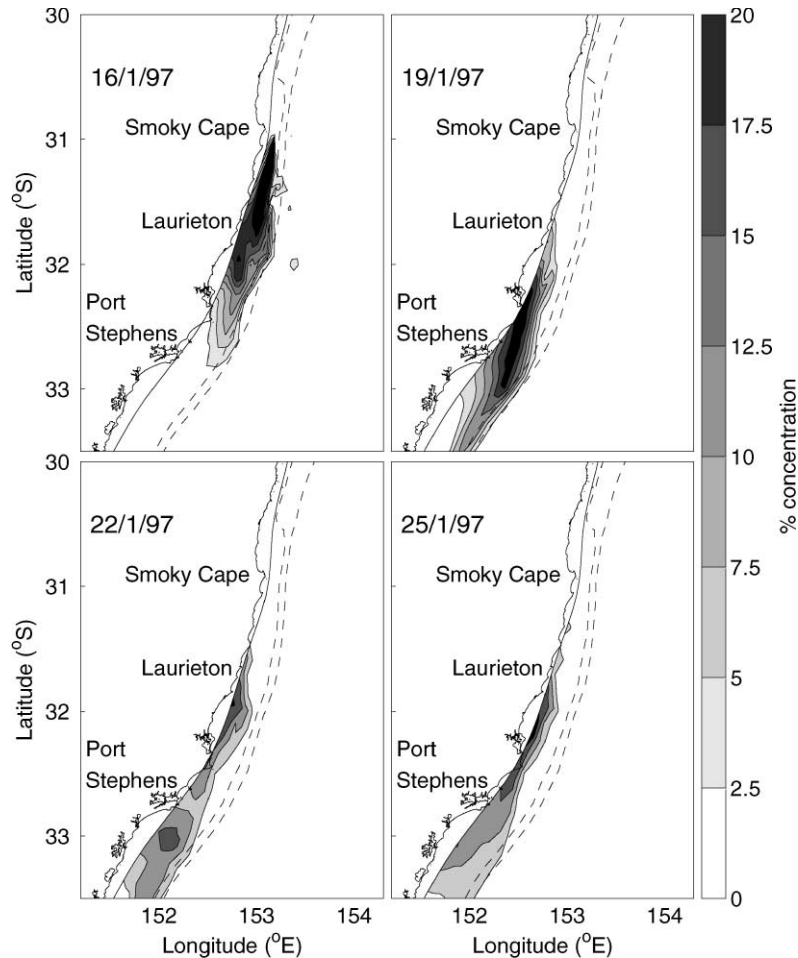 30
16/1/97
19/1/97
20
Smoky Cape
Smoky Cape
17.5
31
Laurieton
Laurieton
15
Latitude (°S)
32
Port
Stephens
Port
Stephens
12.5
33
10
% concentration
30
22/1/97
25/1/97
7.5
Smoky Cape
Smoky Cape
31
Laurieton
Laurieton
5
Latitude (°S)
32
Port
Stephens
Port
Stephens
2.5
33
0
152 153 154
152 153 154
Longitude (°E)
Longitude (°E)